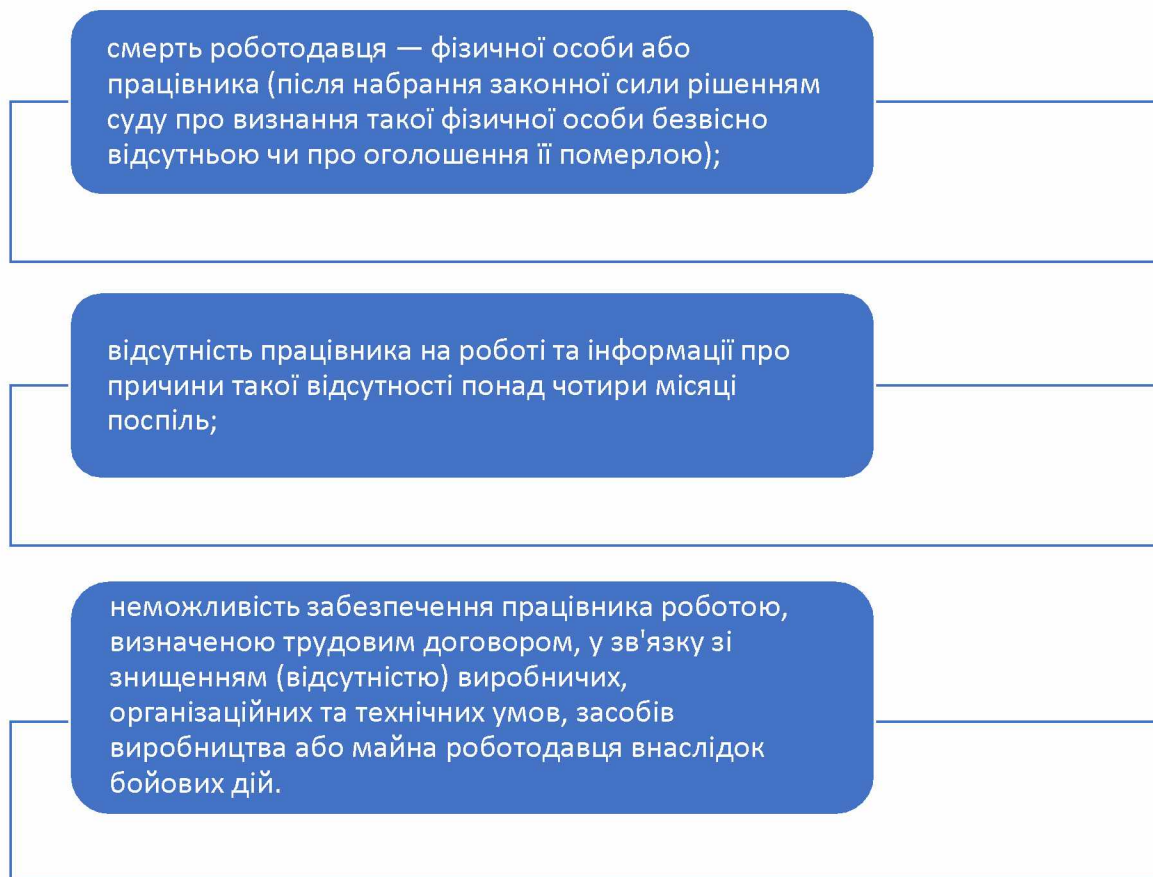 смерть роботодавця — фізичної особи або
працівника (після набрання законної сили рішенням
суду про визнання такої фізичної особи безвісно
відсутньою чи про оголошення її померлою);
відсутність працівника на роботі та інформації про
причини такої відсутності понад чотири місяці
поспіль;
неможливість забезпечення працівника роботою,
визначеною трудовим договором, у зв'язку зі
знищенням (відсутністю) виробничих,
організаційних та технічних умов, засобів
виробництва або майна роботодавця внаслідок
бойових дій.